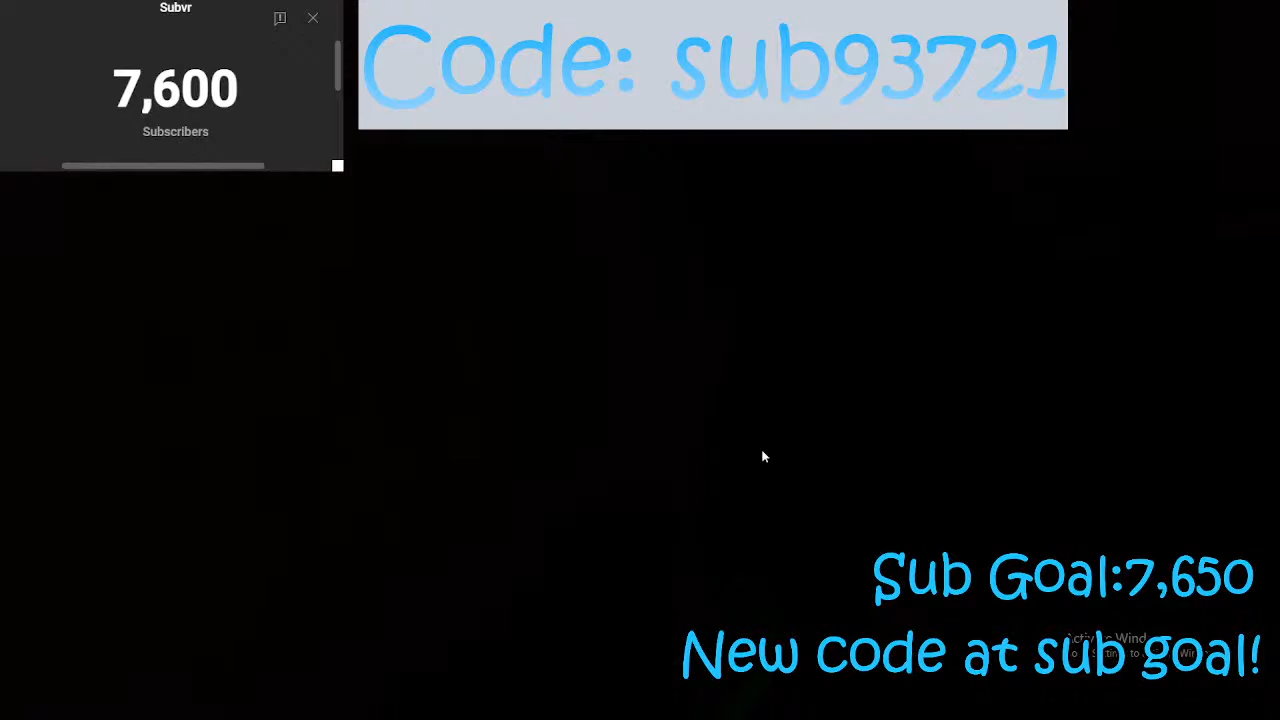 Subvr
7,600
Subscribers
Code: sub93721
Sub Goal:7,650
New code at sub goal!